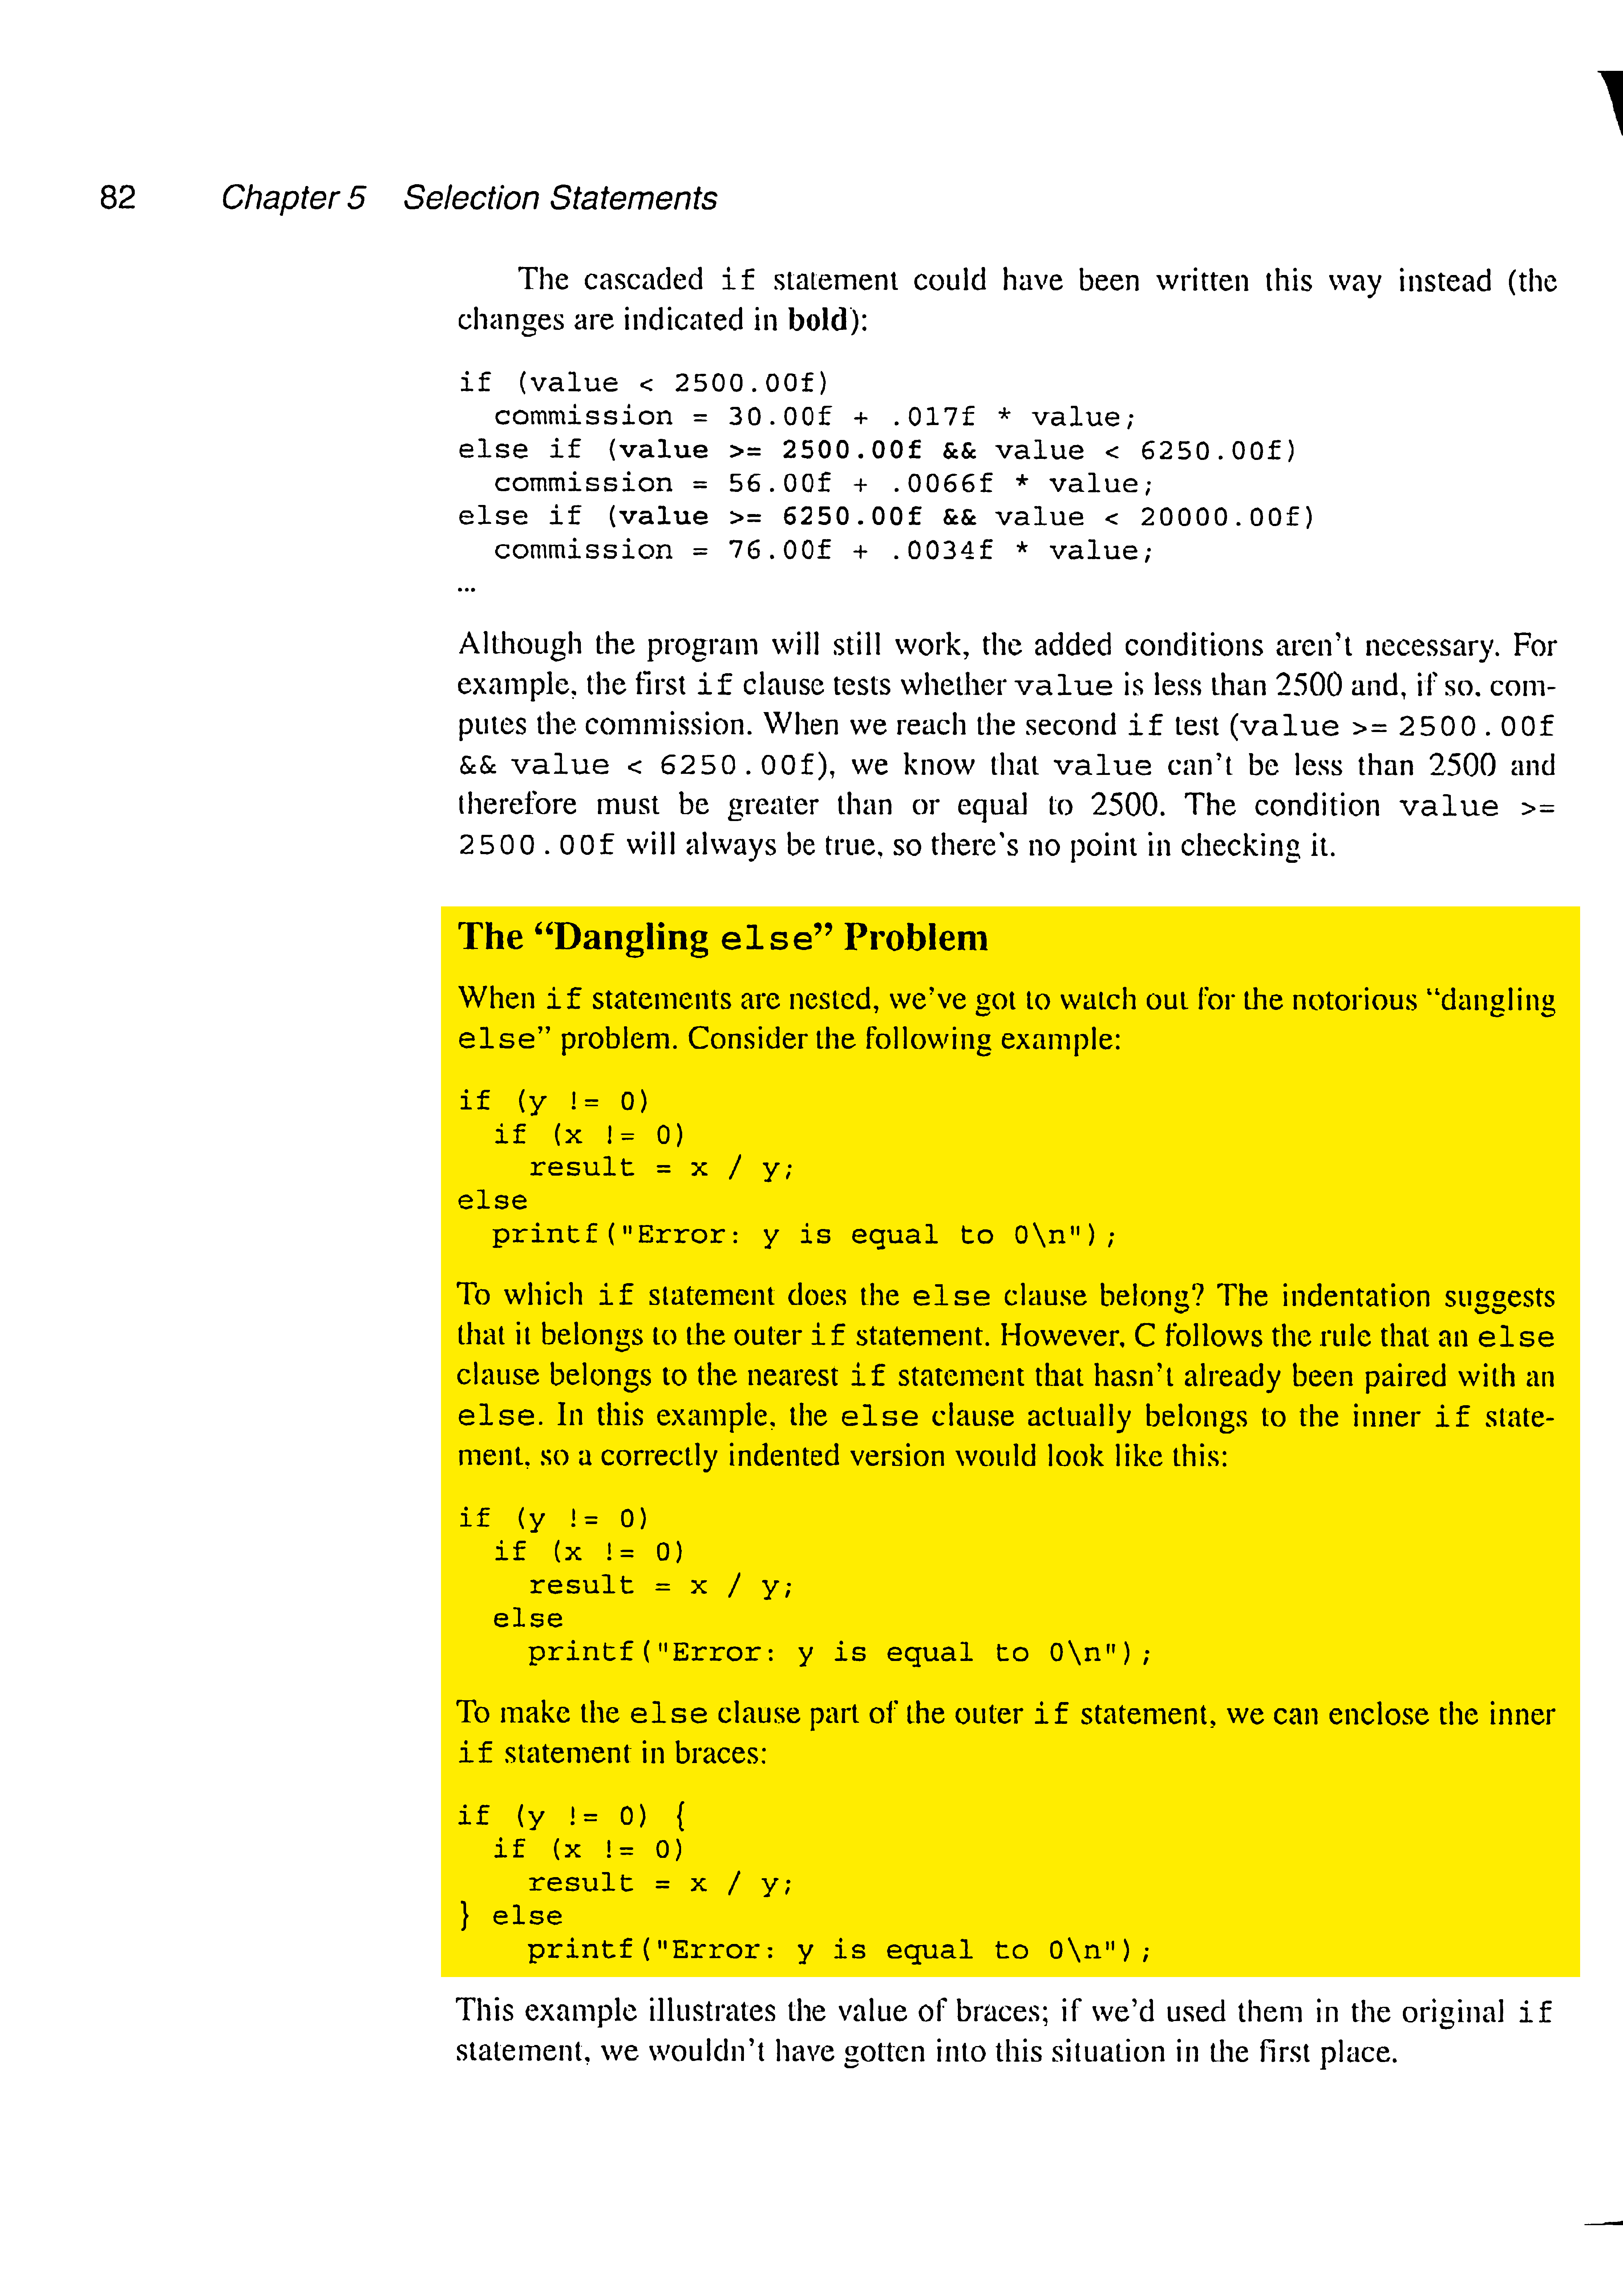 82 Chapter 5 Selection Statements
The cascaded if statement could have been written this way instead (the
changes are indicated in bold):
if (value < 2500.00f)
  commission = 30.00f + .017f * value;
else if (value >= 2500.00f && value < 6250.00f)
  commission = 56.00f + .0066f * value;
else if (value >= 6250.00f && value < 20000.00f)
  commission = 76.00f + .0034f * value;
...
Although the program will still work, the added conditions aren't necessary. For
example, the first if clause tests whether value is less than 2500 and, if so, com-
putes the commission. When we reach the second if test (value >= 2500.00f
&& value < 6250.00f), we know that value can't be less than 2500 and
therefore must be greater than or equal to 2500. The condition value >=
2500.00f will always be true, so there's no point in checking it.
The “Dangling else” Problem
When if statements are nested, we've got to watch out for the notorious “dangling
else” problem. Consider the following example:
if (y != 0)
  if (x != 0)
    result = x / y;
else
  printf("Error: y is equal to 0\n");
To which if statement does the else clause belong? The indentation suggests
that it belongs to the outer if statement. However, C follows the rule that an else
clause belongs to the nearest if statement that hasn't already been paired with an
else. In this example, the else clause actually belongs to the inner if state-
ment, so a correctly indented version would look like this:
if (y != 0)
  if (x != 0)
    result = x / y;
  else
    printf("Error: y is equal to 0\n");
To make the else clause part of the outer if statement, we can enclose the inner
if statement in braces:
if (y != 0) {
  if (x != 0)
    result = x / y;
} else
    printf("Error: y is equal to 0\n");
This example illustrates the value of braces; if we'd used them in the original if
statement, we wouldn't have gotten into this situation in the first place.